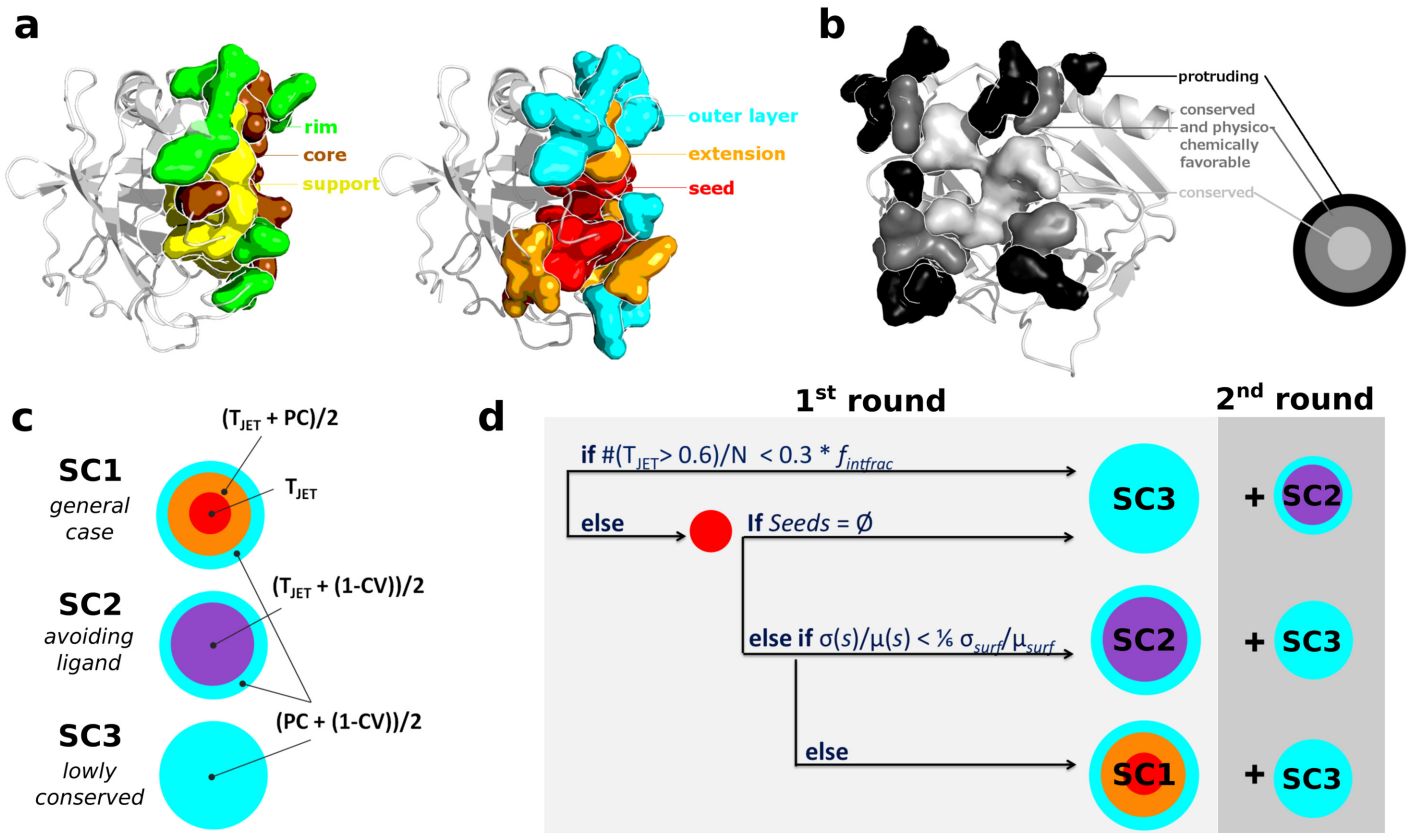 a
rim
core
support
outer layer
extension
seed
b
protruding
conserved
and physico-
chemically
favorable
conserved
c
(T_JET + PC)/2
SC1
general
case
T_JET
SC2
avoiding
ligand
(T_JET + (1-CV))/2
SC3
lowly
conserved
(PC + (1-CV))/2
d
1st round
2nd round
if #(T_JET> 0.6)/N < 0.3 * f_intfrac
SC3
+
SC2
else
If Seeds = Ø
else if σ(s)/μ(s) < ⅙ σ_surf/μ_surf
SC2
+
SC3
else
SC1
+
SC3